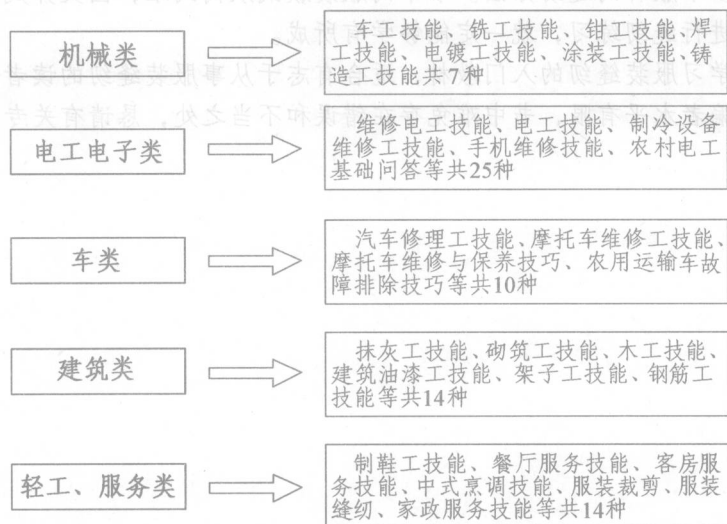 机械类
车工技能、铣工技能、钳工技能、焊
工技能、电镀工技能、涂装工技能、铸
造工技能共7种
电工电子类
维修电工技能、电工技能、制冷设备
维修工技能、手机维修技能、农村电工
基础问答等共25种
车类
汽车修理工技能、摩托车维修工技能、
摩托车维修与保养技巧、农用运输车故
障排除技巧等共10种
建筑类
抹灰工技能、砌筑工技能、木工技能、
建筑油漆工技能、架子工技能、钢筋工
技能等共14种
轻工、服务类
制鞋工技能、餐厅服务技能、客房服
务技能、中式烹调技能、服装裁剪、服装
缝纫、家政服务技能等共14种